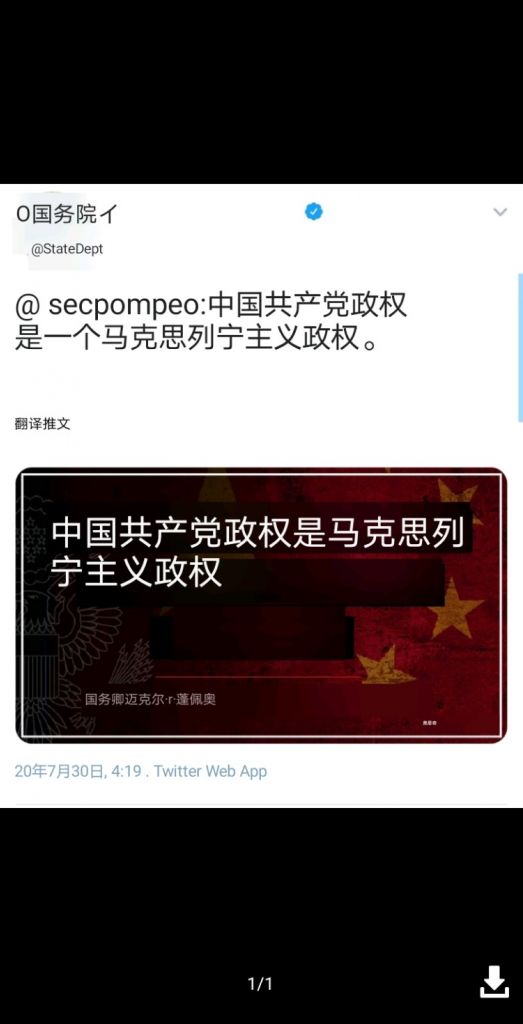 O国务院イ
@StateDept
@ secpompeo:中国共产党政权
是一个马克思列宁主义政权。
翻译推文
中国共产党政权是马克思列
宁主义政权
国务卿迈克尔·r·蓬佩奥
20年7月30日, 4:19 . Twitter Web App
1/1